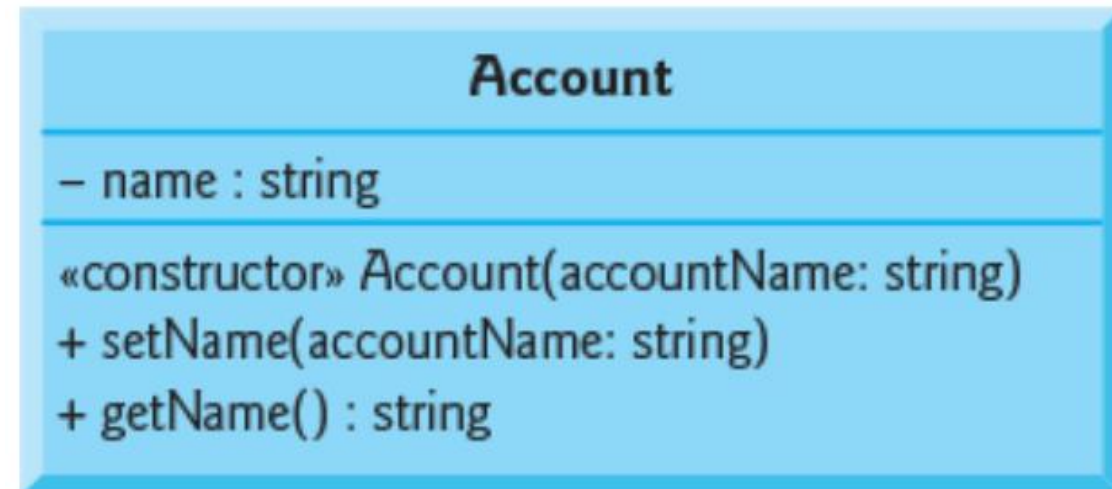 Account
– name : string
«constructor» Account(accountName: string)
+ setName(accountName: string)
+ getName() : string